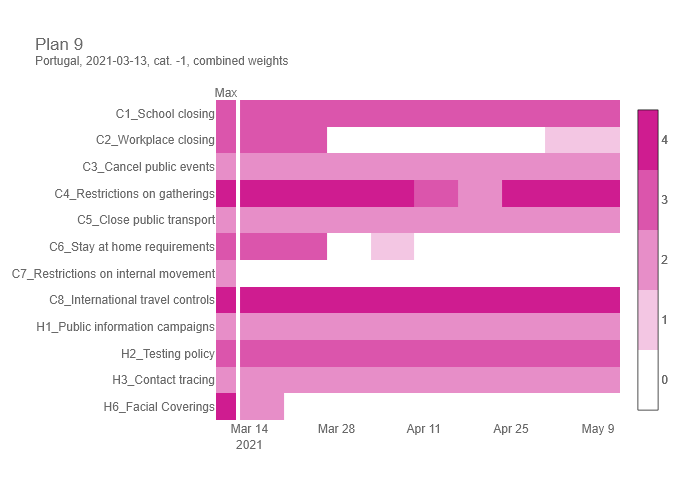 Plan 9
Portugal, 2021-03-13, cat. -1, combined weights
Max
C1_School closing
C2_Workplace closing
C3_Cancel public events
C4_Restrictions on gatherings
C5_Close public transport
C6_Stay at home requirements
C7_Restrictions on internal movement
C8_International travel controls
H1_Public information campaigns
H2_Testing policy
H3_Contact tracing
H6_Facial Coverings
Mar 14 Mar 28 Apr 11 Apr 25 May 9
2021
4
3
2
1
0